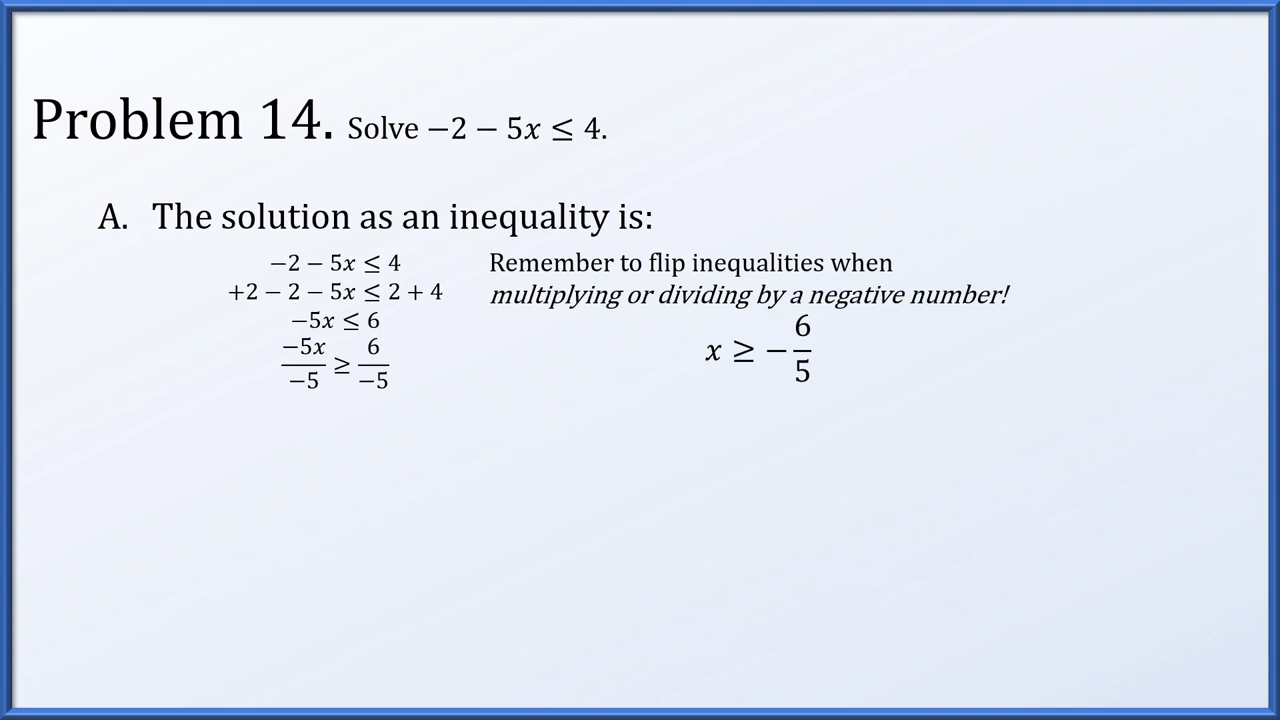 Problem 14. Solve −2 − 5x ≤ 4.
A. The solution as an inequality is:
−2 − 5x ≤ 4
+2 − 2 − 5x ≤ 2 + 4
−5x ≤ 6
−5x/−5 ≥ 6/−5
Remember to flip inequalities when
multiplying or dividing by a negative number!
x ≥ −6/5